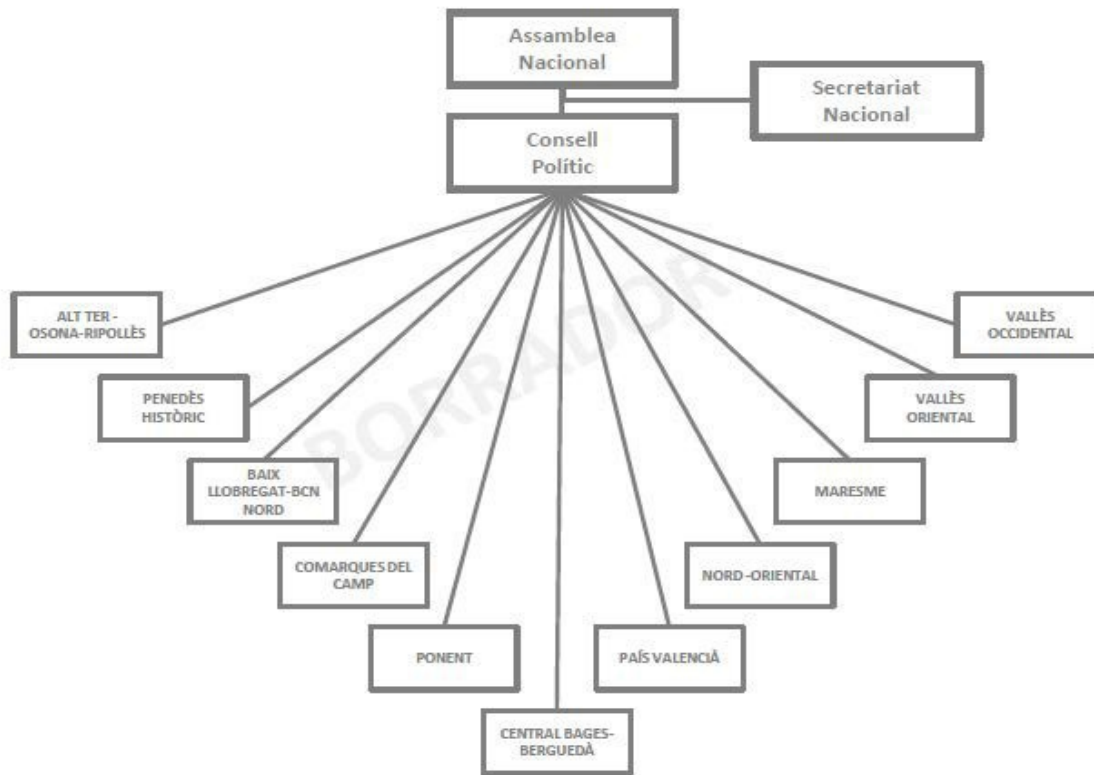 Assamblea
Nacional
Secretariat
Nacional
Consell
Polític
ALT TER -
OSONA-RIPOLLÈS
VALLÈS
OCCIDENTAL
PENEDÈS
HISTÒRIC
VALLÈS
ORIENTAL
BAIX
LLOBREGAT-BCN
NORD
MARESME
COMARQUES DEL
CAMP
NORD-ORIENTAL
PONENT
PAÍS VALENCIÀ
CENTRAL BAGES-
BERGUEDÀ
BORRADOR